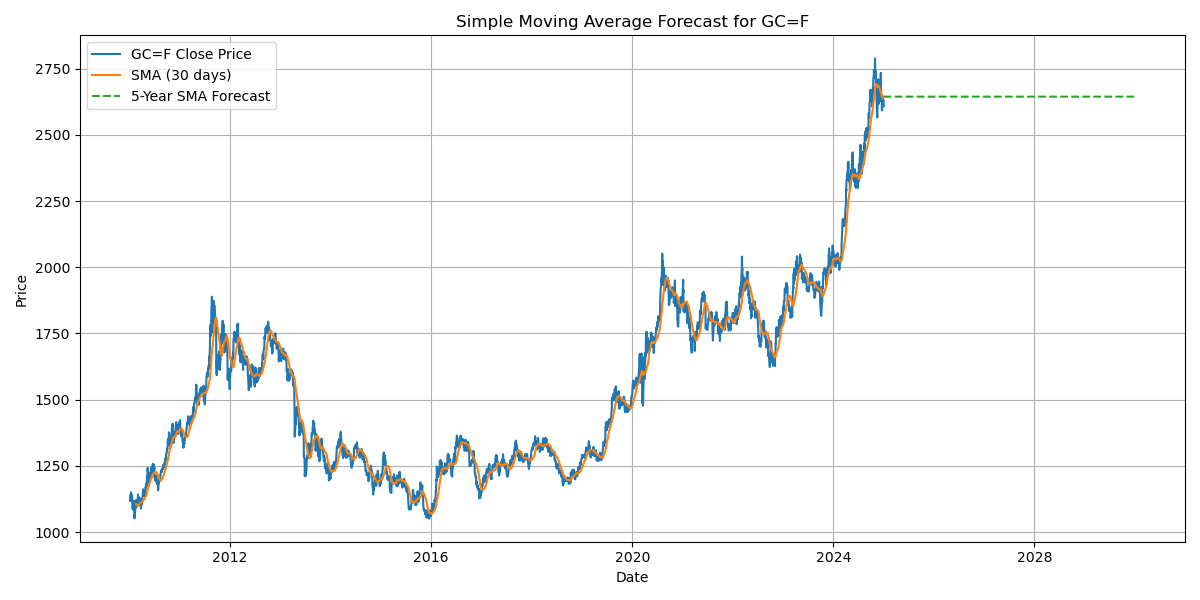 Simple Moving Average Forecast for GC=F
GC=F Close Price
SMA (30 days)
5-Year SMA Forecast
Price
2750
2500
2250
2000
1750
1500
1250
1000
2012
2016
2020
2024
2028
Date